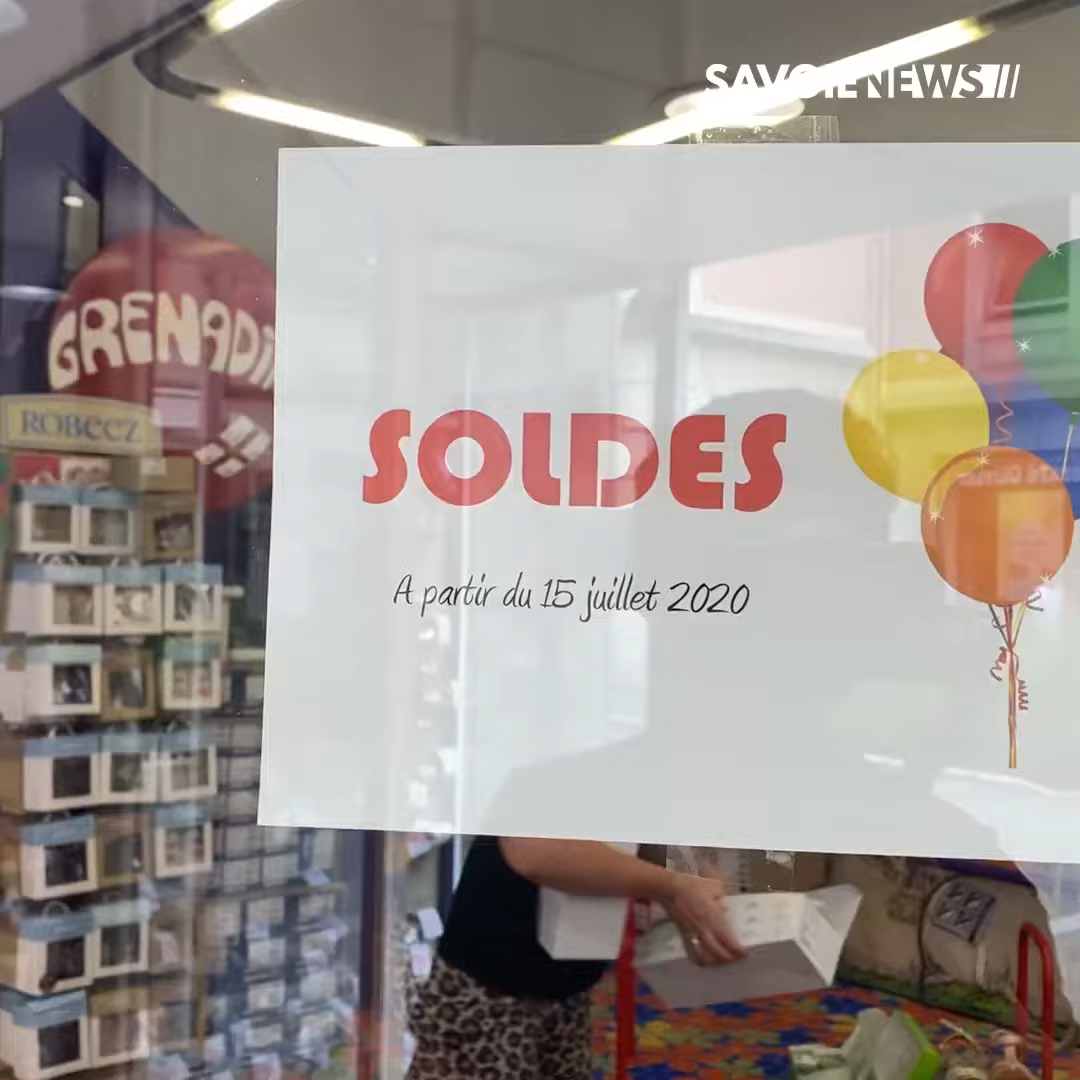 SAVOIE NEWS
GRENADI
ROBEEZ
SOLDES
A partir du 15 juillet 2020